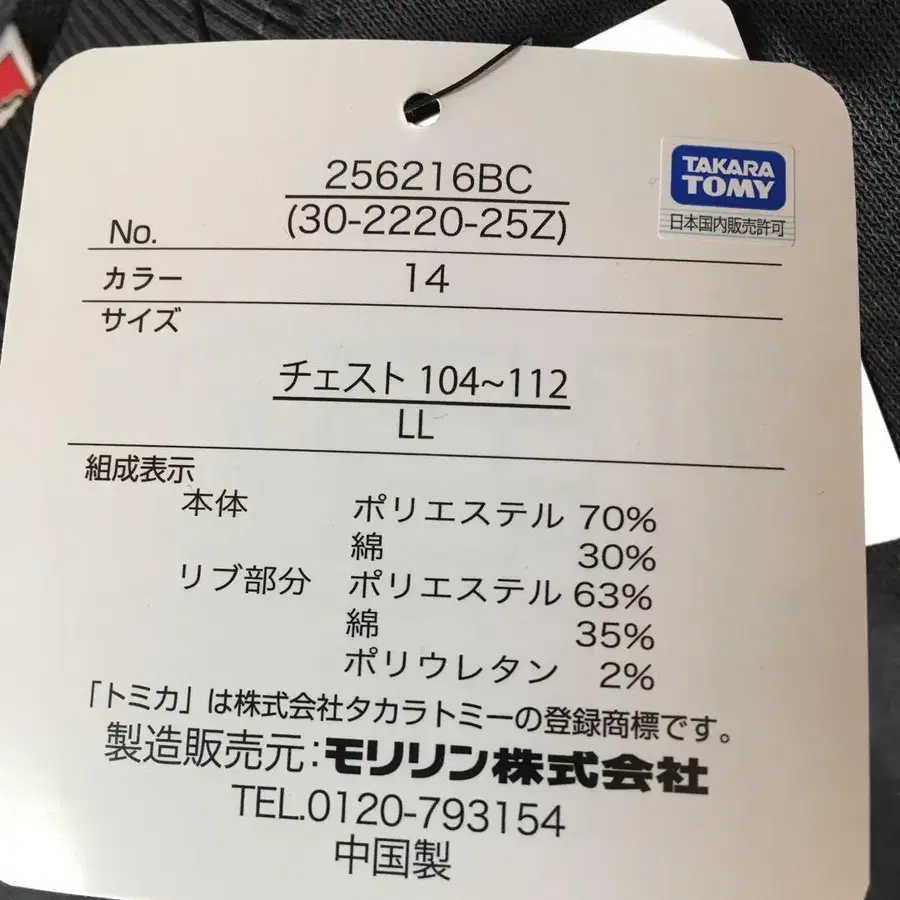 256216BC
No. (30-2220-25Z)
TAKARA
TOMY
日本国内販売許可
カラー 14
サイズ
チェスト 104~112
LL
組成表示
本体 ポリエステル 70%
綿 30%
リブ部分 ポリエステル 63%
綿 35%
ポリウレタン 2%
「トミカ」は株式会社タカラトミーの登録商標です。
製造販売元:モリリン株式会社
TEL.0120-793154
中国製